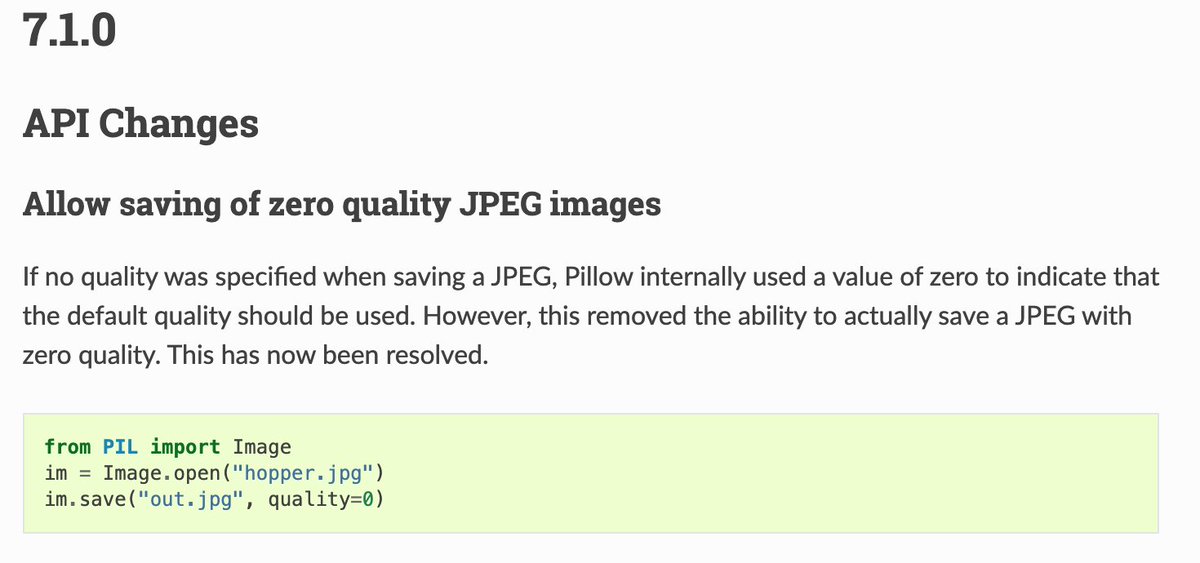 7.1.0
API Changes
Allow saving of zero quality JPEG images
If no quality was specified when saving a JPEG, Pillow internally used a value of zero to indicate that
the default quality should be used. However, this removed the ability to actually save a JPEG with
zero quality. This has now been resolved.
from PIL import Image
im = Image.open("hopper.jpg")
im.save("out.jpg", quality=0)